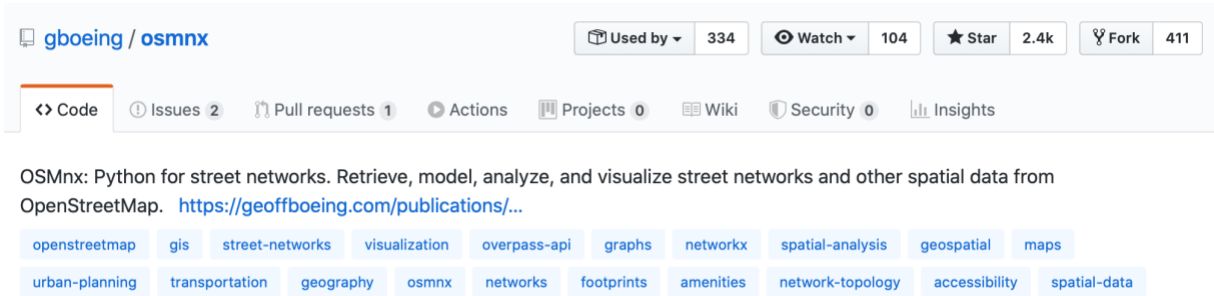 gboeing / osmnx Used by 334 Watch 104 Star 2.4k Fork 411
Code Issues 2 Pull requests 1 Actions Projects 0 Wiki Security 0 Insights
OSMnx: Python for street networks. Retrieve, model, analyze, and visualize street networks and other spatial data from
OpenStreetMap. https://geoffboeing.com/publications/...
openstreetmap gis street-networks visualization overpass-api graphs networkx spatial-analysis geospatial maps
urban-planning transportation geography osmnx networks footprints amenities network-topology accessibility spatial-data